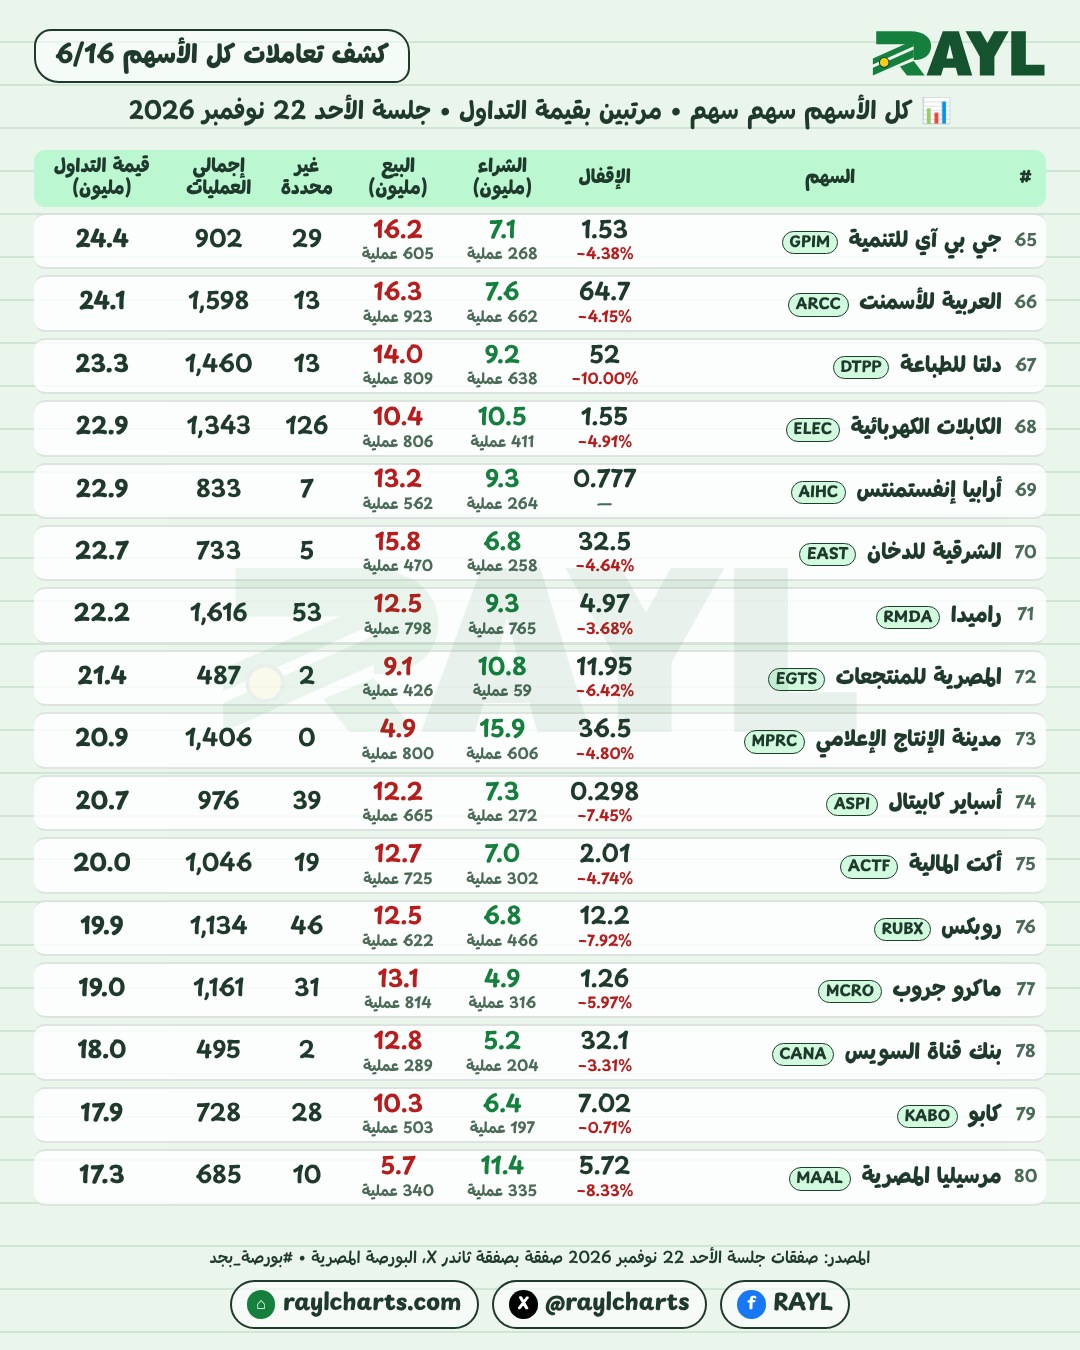 كشف تعاملات كل الأسهم 6/16
RAYL
📊 كل الأسهم سهم سهم • مرتبين بقيمة التداول • جلسة الأحد 22 نوفمبر 2026
# السهم الإقفال الشراء (مليون) البيع (مليون) غير محددة إجمالي العمليات قيمة التداول (مليون)
65 جي بي آي للتنمية GPIM 1.53 7.1 16.2 29 902 24.4
-4.38% 268 عملية 605 عملية
66 العربية للأسمنت ARCC 64.7 7.6 16.3 13 1,598 24.1
-4.15% 662 عملية 923 عملية
67 دلتا للطباعة DTPP 52 9.2 14.0 13 1,460 23.3
-10.00% 638 عملية 809 عملية
68 الكابلات الكهربائية ELEC 1.55 10.5 10.4 126 1,343 22.9
-4.91% 411 عملية 806 عملية
69 أرابيا إنفستمنتس AIHC 0.777 9.3 13.2 7 833 22.9
— 264 عملية 562 عملية
70 الشرقية للدخان EAST 32.5 6.8 15.8 5 733 22.7
-4.64% 258 عملية 470 عملية
71 راميدا RMDA 4.97 9.3 12.5 53 1,616 22.2
-3.68% 765 عملية 798 عملية
72 المصرية للمنتجعات EGTS 11.95 10.8 9.1 2 487 21.4
-6.42% 59 عملية 426 عملية
73 مدينة الإنتاج الإعلامي MPRC 36.5 15.9 4.9 0 1,406 20.9
-4.80% 606 عملية 800 عملية
74 أسباير كابيتال ASPI 0.298 7.3 12.2 39 976 20.7
-7.45% 272 عملية 665 عملية
75 أكت المالية ACTF 2.01 7.0 12.7 19 1,046 20.0
-4.74% 302 عملية 725 عملية
76 روبكس RUBX 12.2 6.8 12.5 46 1,134 19.9
-7.92% 466 عملية 622 عملية
77 ماكرو جروب MCRO 1.26 4.9 13.1 31 1,161 19.0
-5.97% 316 عملية 814 عملية
78 بنك قناة السويس CANA 32.1 5.2 12.8 2 495 18.0
-3.31% 204 عملية 289 عملية
79 كابو KABO 7.02 6.4 10.3 28 728 17.9
-0.71% 197 عملية 503 عملية
80 مرسيليا المصرية MAAL 5.72 11.4 5.7 10 685 17.3
-8.33% 335 عملية 340 عملية
المصدر: صفقات جلسة الأحد 22 نوفمبر 2026 صفقة بصفقة ثاندر X، البورصة المصرية • #بورصة_بجد
raylcharts.com @raylcharts RAYL